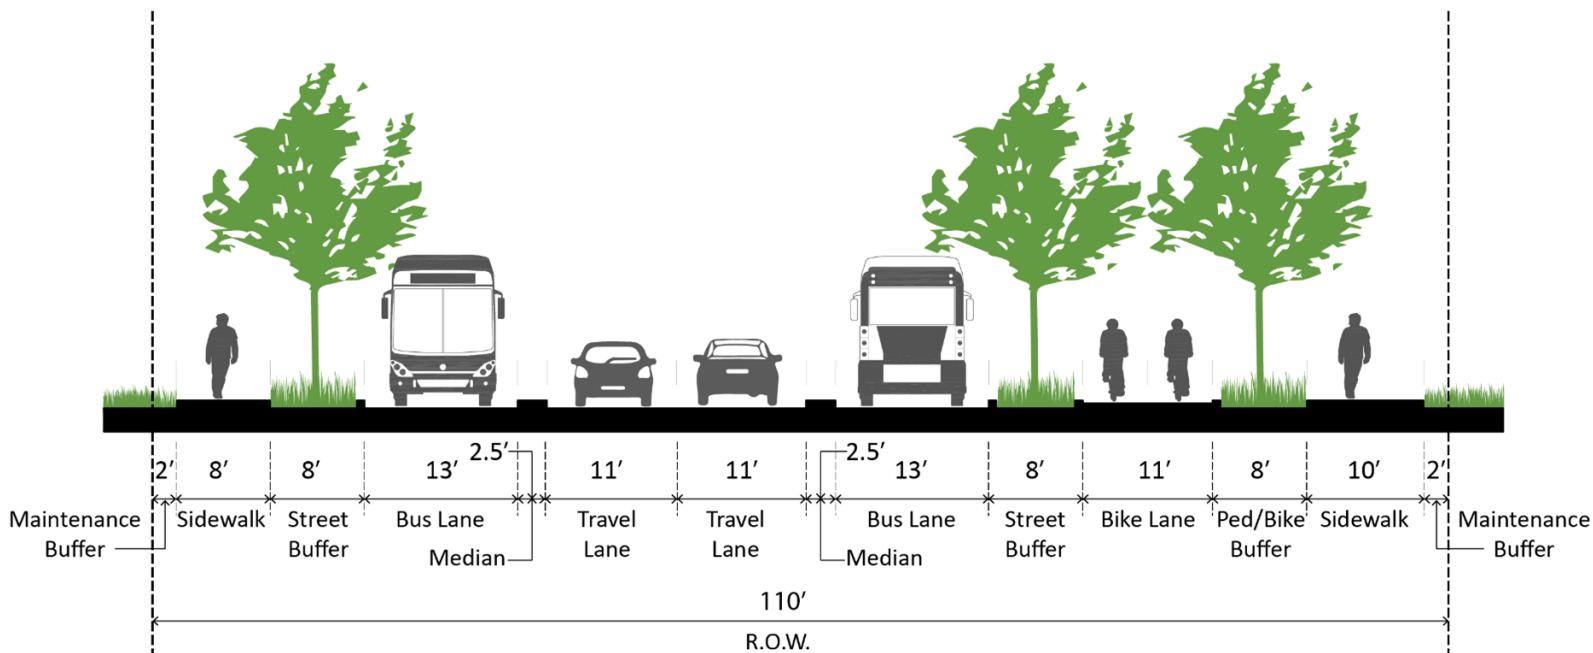 2.5’
2.5’
2’ 8’ 8’ 13’ 11’ 11’ 13’ 8’ 11’ 8’ 10’ 2’
Maintenance Buffer
Sidewalk
Street Buffer
Bus Lane
Median
Travel Lane
Travel Lane
Median
Bus Lane
Street Buffer
Bike Lane
Ped/Bike Buffer
Sidewalk
Maintenance Buffer
110’
R.O.W.